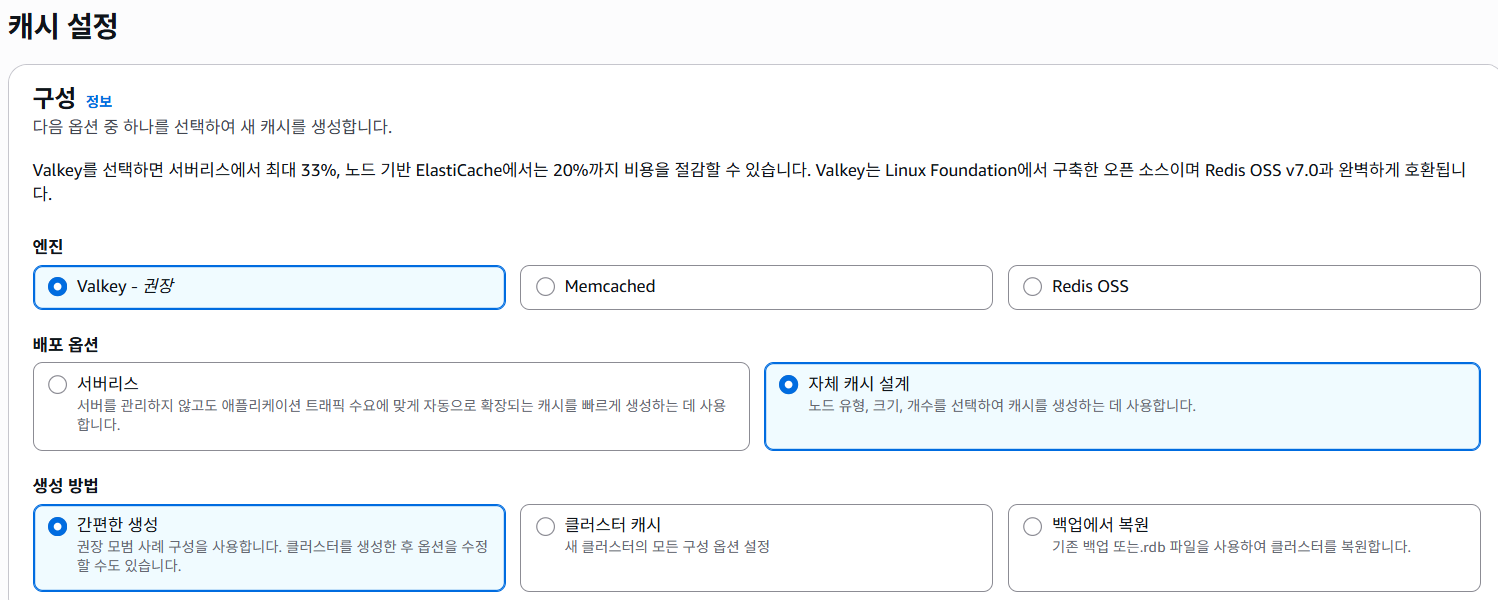 캐시 설정
구성 정보
다음 옵션 중 하나를 선택하여 새 캐시를 생성합니다.
Valkey를 선택하면 서버리스에서 최대 33%, 노드 기반 ElastiCache에서는 20%까지 비용을 절감할 수 있습니다. Valkey는 Linux Foundation에서 구축한 오픈 소스이며 Redis OSS v7.0과 완벽하게 호환됩니
다.
엔진
Valkey - 권장
Memcached
Redis OSS
배포 옵션
서버리스
서버를 관리하지 않고도 애플리케이션 트래픽 수요에 맞게 자동으로 확장되는 캐시를 빠르게 생성하는 데 사용
합니다.
자체 캐시 설계
노드 유형, 크기, 개수를 선택하여 캐시를 생성하는 데 사용합니다.
생성 방법
간편한 생성
권장 모범 사례 구성을 사용합니다. 클러스터를 생성한 후 옵션을 수정
할 수도 있습니다.
클러스터 캐시
새 클러스터의 모든 구성 옵션 설정
백업에서 복원
기존 백업 또는.rdb 파일을 사용하여 클러스터를 복원합니다.